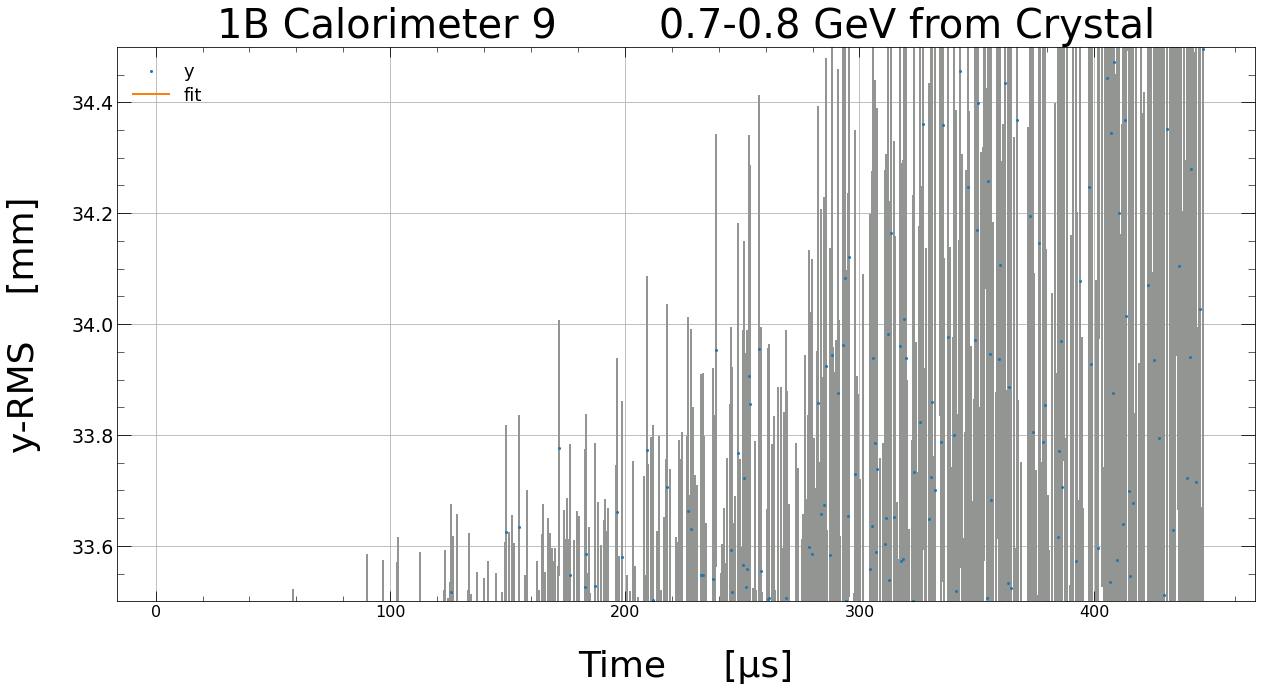 1B Calorimeter 9 0.7-0.8 GeV from Crystal
y
fit
34.4
34.2
34.0
33.8
33.6
y-RMS [mm]
0 100 200 300 400
Time [µs]